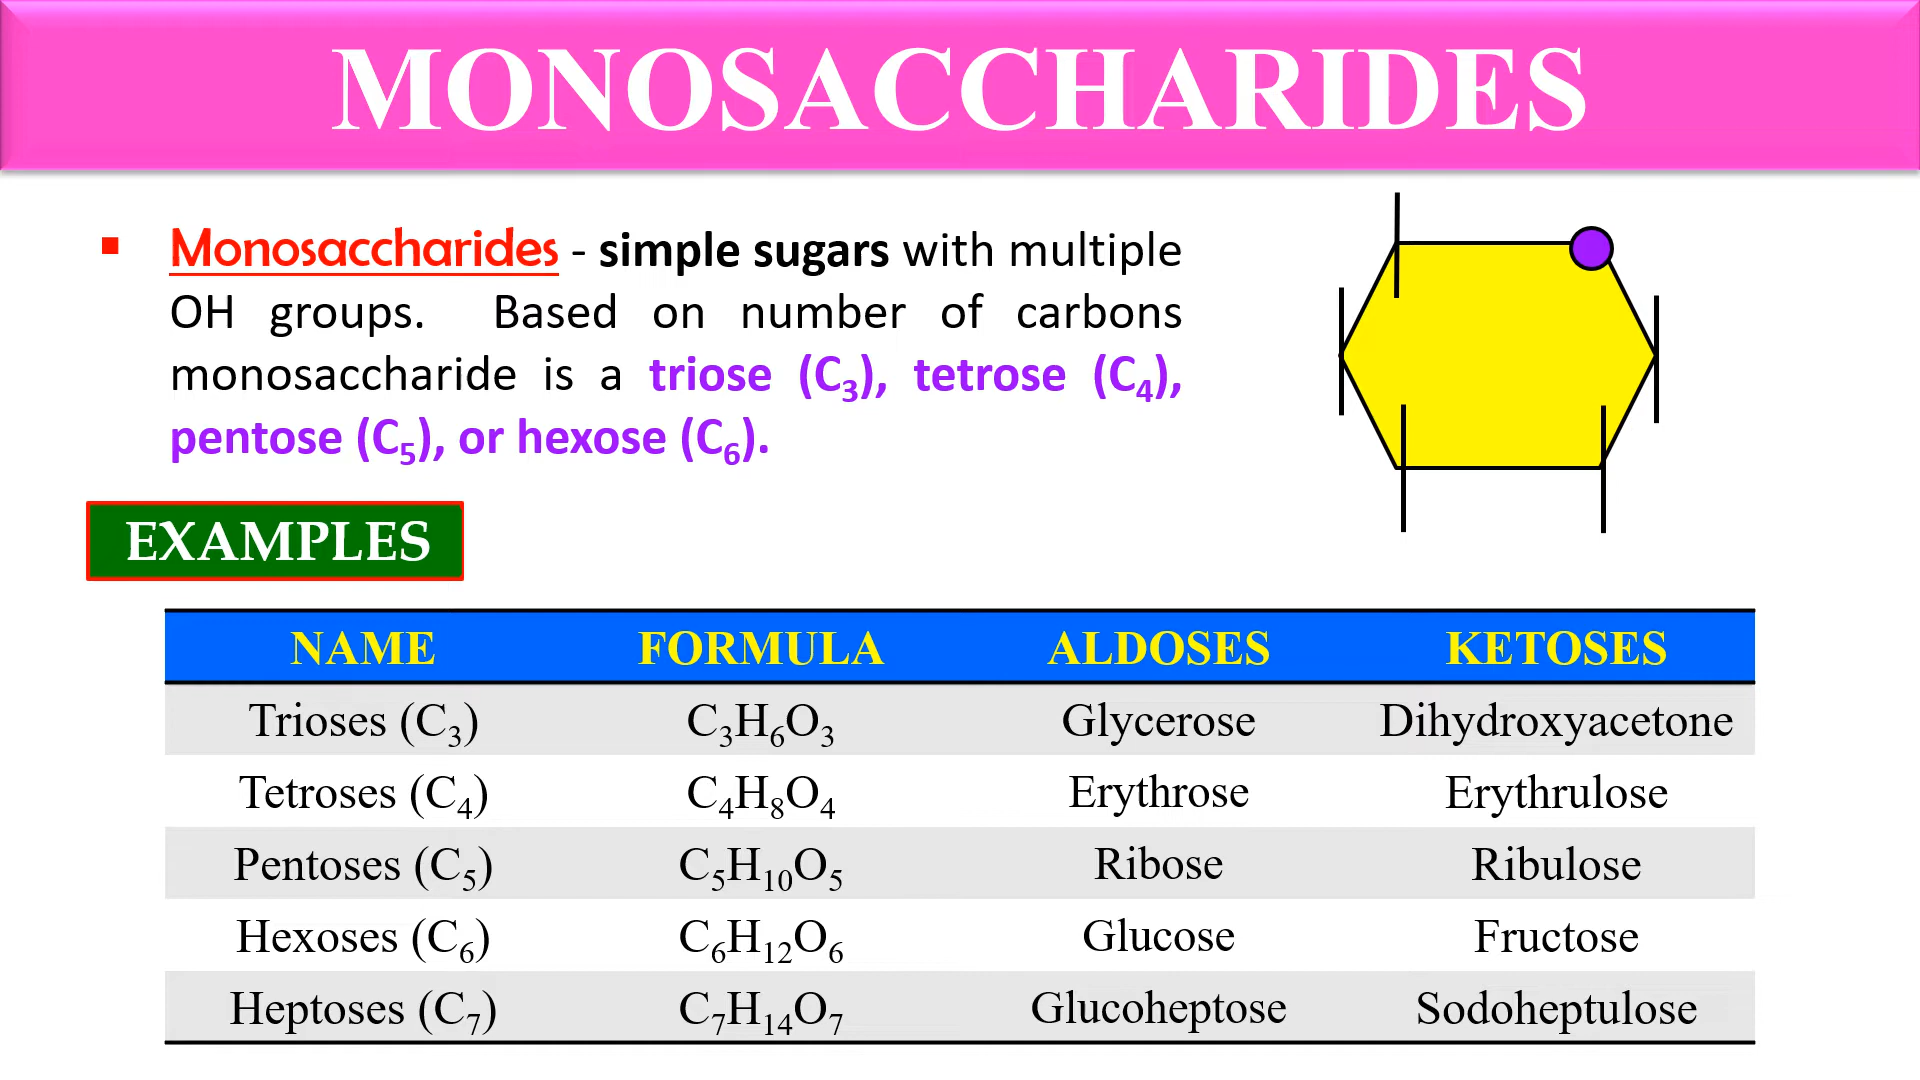 MONOSACCHARIDES
▪ Monosaccharides - simple sugars with multiple
OH groups. Based on number of carbons
monosaccharide is a triose (C₃), tetrose (C₄),
pentose (C₅), or hexose (C₆).
EXAMPLES
NAME FORMULA ALDOSES KETOSES
Trioses (C₃) C₃H₆O₃ Glycerose Dihydroxyacetone
Tetroses (C₄) C₄H₈O₄ Erythrose Erythrulose
Pentoses (C₅) C₅H₁₀O₅ Ribose Ribulose
Hexoses (C₆) C₆H₁₂O₆ Glucose Fructose
Heptoses (C₇) C₇H₁₄O₇ Glucoheptose Sodoheptulose